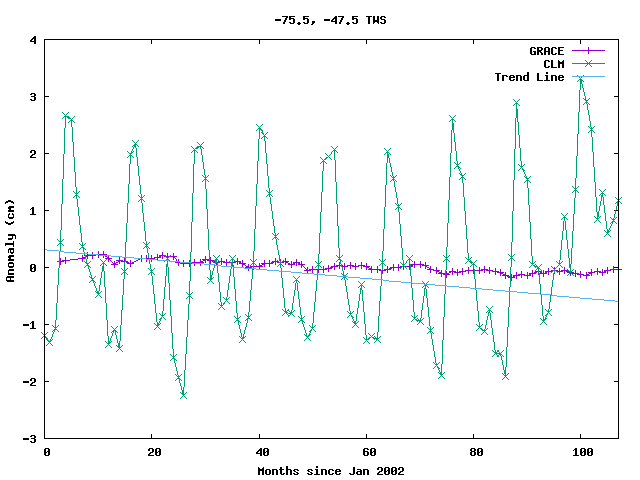 -75.5, -47.5 TWS
GRACE
CLM
Trend Line
4
3
2
1
0
-1
-2
-3
Anomaly (cm)
0 20 40 60 80 100
Months since Jan 2002